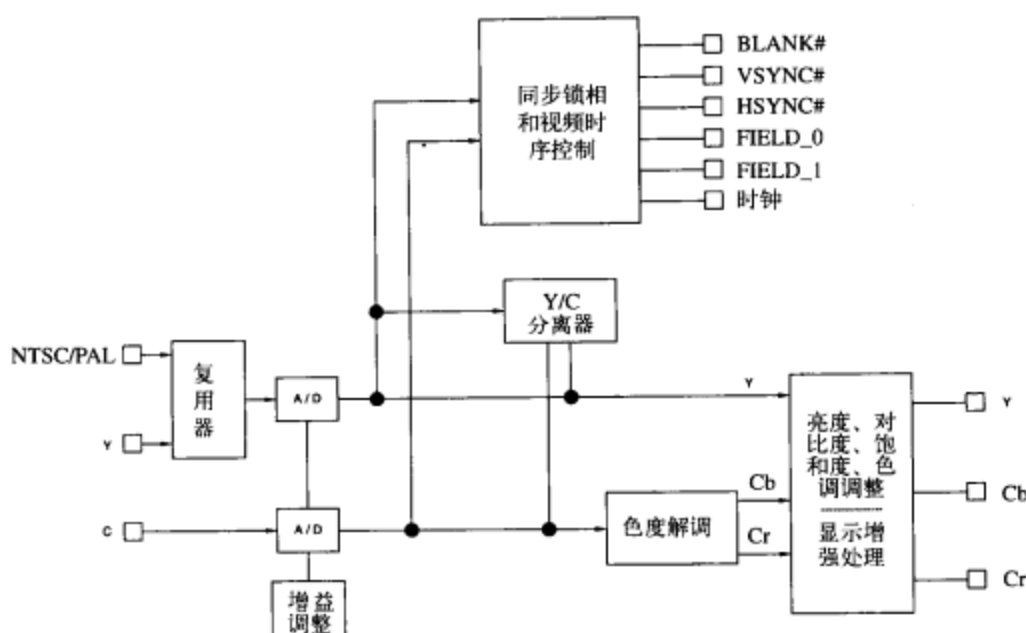 BLANK#
VSYNC#
HSYNC#
FIELD_0
FIELD_1
时钟
同步锁相
和视频时
序控制
Y/C
分离器
NTSC/PAL
复
用
器
A/D
Y
Y
亮度、对
比度、饱
和度、色
调调整
显示增
强处理
Y
Cb
Cr
C
A/D
色度解调
Cb
Cr
增益
调整